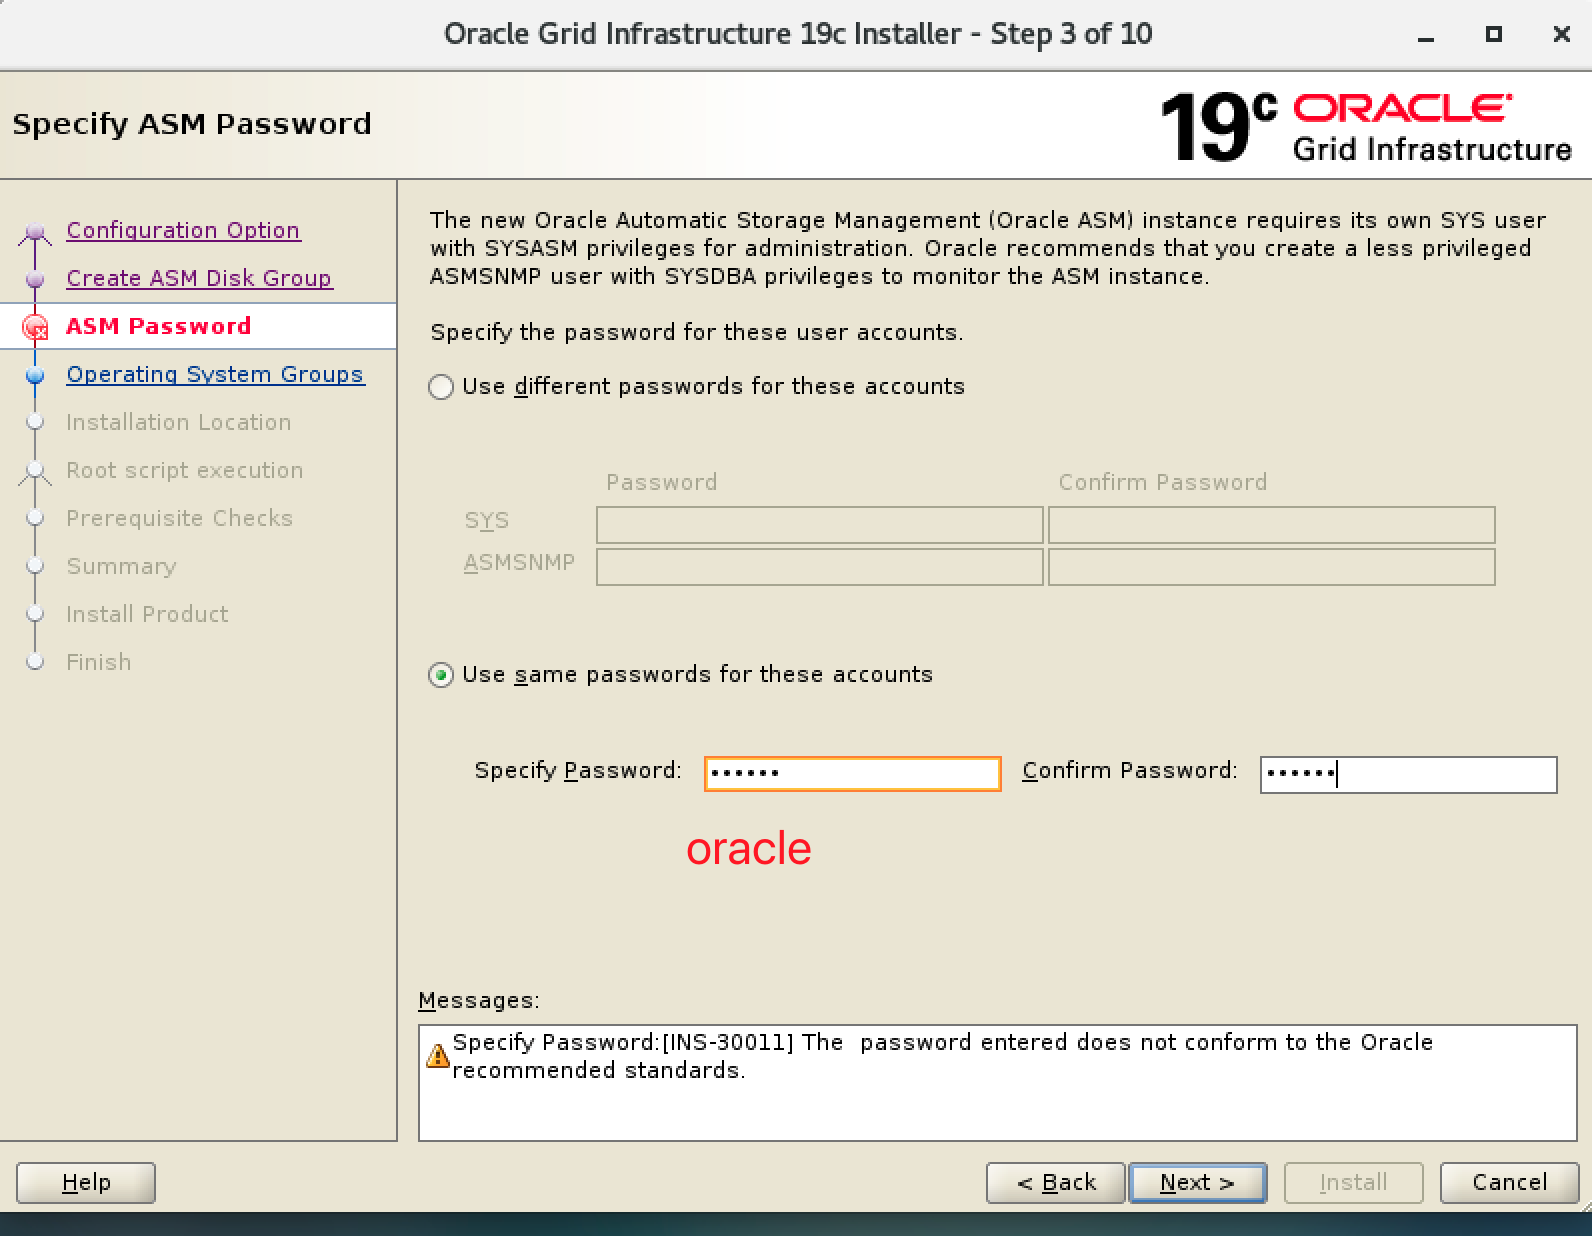 Oracle Grid Infrastructure 19c Installer - Step 3 of 10
Specify ASM Password
19c ORACLE
Grid Infrastructure
Configuration Option
Create ASM Disk Group
ASM Password
Operating System Groups
Installation Location
Root script execution
Prerequisite Checks
Summary
Install Product
Finish
The new Oracle Automatic Storage Management (Oracle ASM) instance requires its own SYS user
with SYSASM privileges for administration. Oracle recommends that you create a less privileged
ASMSNMP user with SYSDBA privileges to monitor the ASM instance.
Specify the password for these user accounts.
Use different passwords for these accounts
Password Confirm Password
SYS
ASMSNMP
Use same passwords for these accounts
Specify Password: •••••• Confirm Password: ••••••
oracle
Messages:
Specify Password:[INS-30011] The  password entered does not conform to the Oracle
recommended standards.
Help < Back Next > Install Cancel